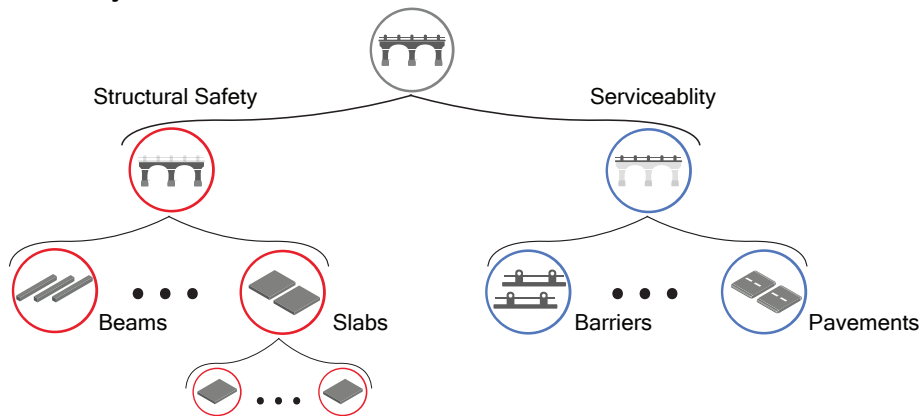 Structural Safety
Serviceablity
Beams
Slabs
Barriers
Pavements